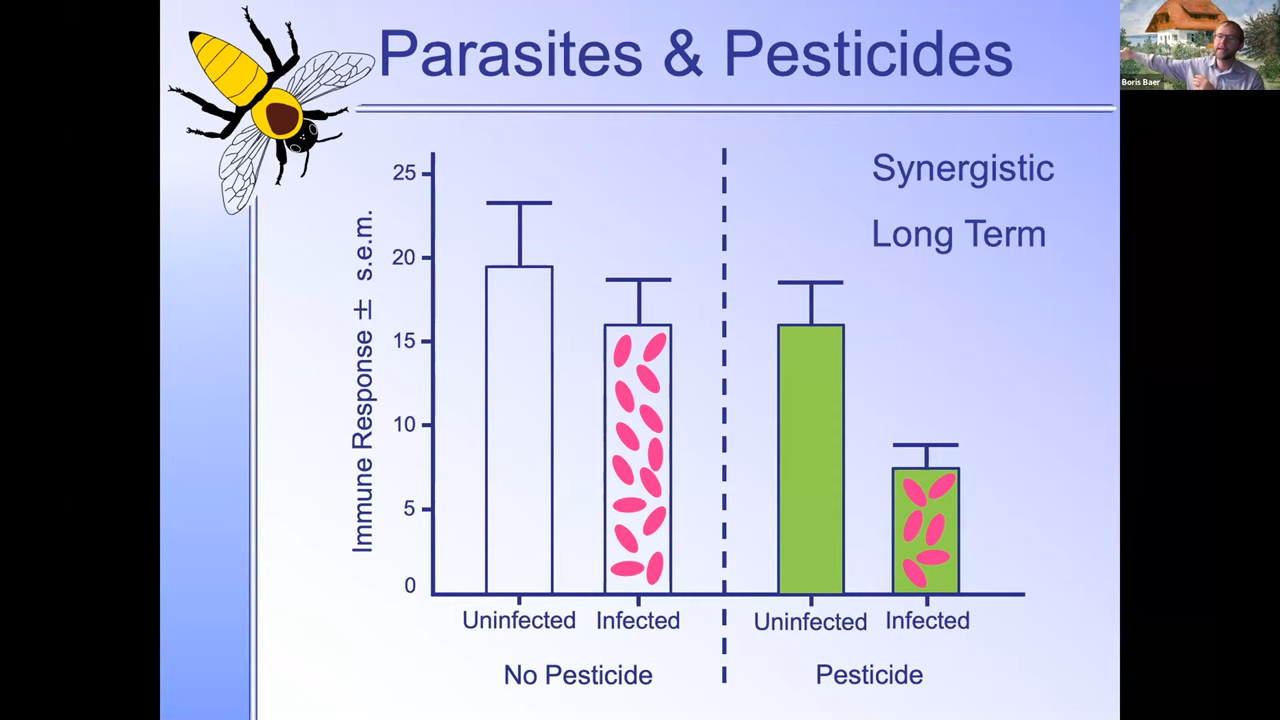 Parasites & Pesticides
Boris Baer
Synergistic
Long Term
Immune Response ± s.e.m.
25
20
15
10
5
0
Uninfected Infected Uninfected Infected
No Pesticide Pesticide